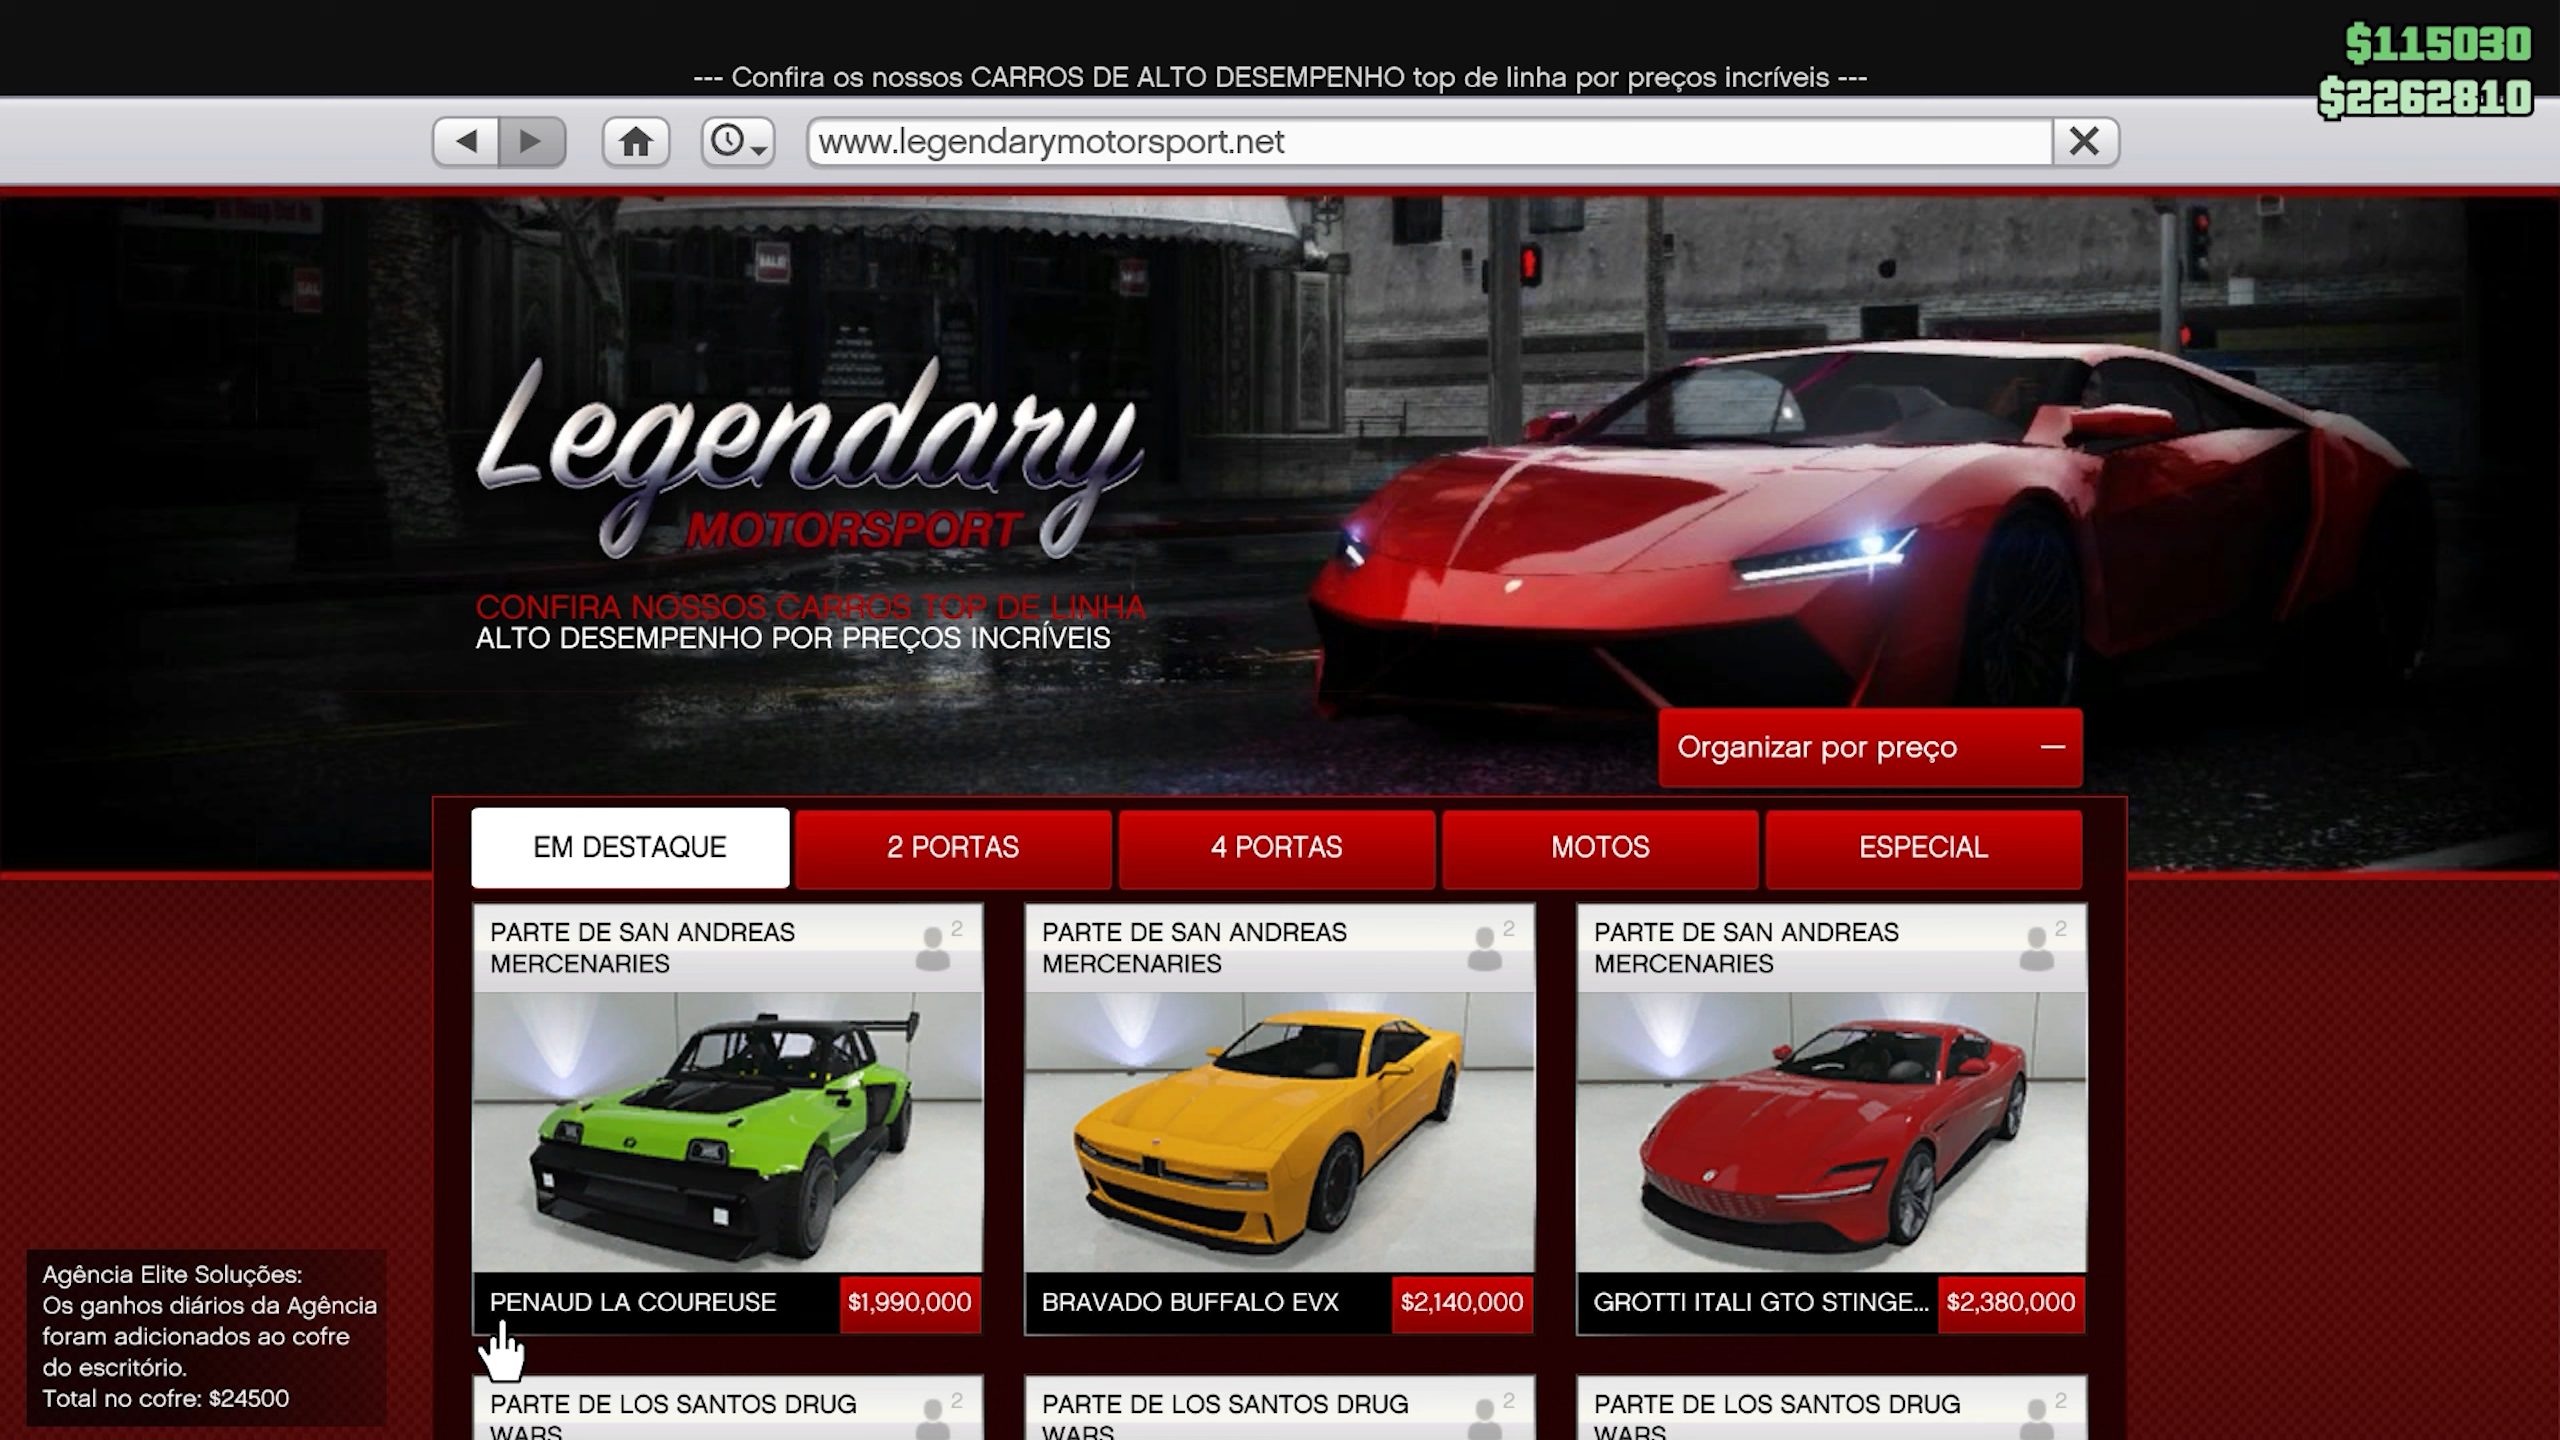 $115030
$2262810
--- Confira os nossos CARROS DE ALTO DESEMPENHO top de linha por preços incríveis ---
www.legendarymotorsport.net
Legendary
MOTORSPORT
CONFIRA NOSSOS CARROS TOP DE LINHA
ALTO DESEMPENHO POR PREÇOS INCRÍVEIS
Organizar por preço
EM DESTAQUE
2 PORTAS
4 PORTAS
MOTOS
ESPECIAL
PARTE DE SAN ANDREAS
MERCENARIES
2
PENAUD LA COUREUSE
$1,990,000
PARTE DE SAN ANDREAS
MERCENARIES
2
BRAVADO BUFFALO EVX
$2,140,000
PARTE DE SAN ANDREAS
MERCENARIES
2
GROTTI ITALI GTO STINGE...
$2,380,000
PARTE DE LOS SANTOS DRUG
WARS
2
PARTE DE LOS SANTOS DRUG
WARS
2
PARTE DE LOS SANTOS DRUG
WARS
2
Agência Elite Soluções:
Os ganhos diários da Agência
foram adicionados ao cofre
do escritório.
Total no cofre: $24500